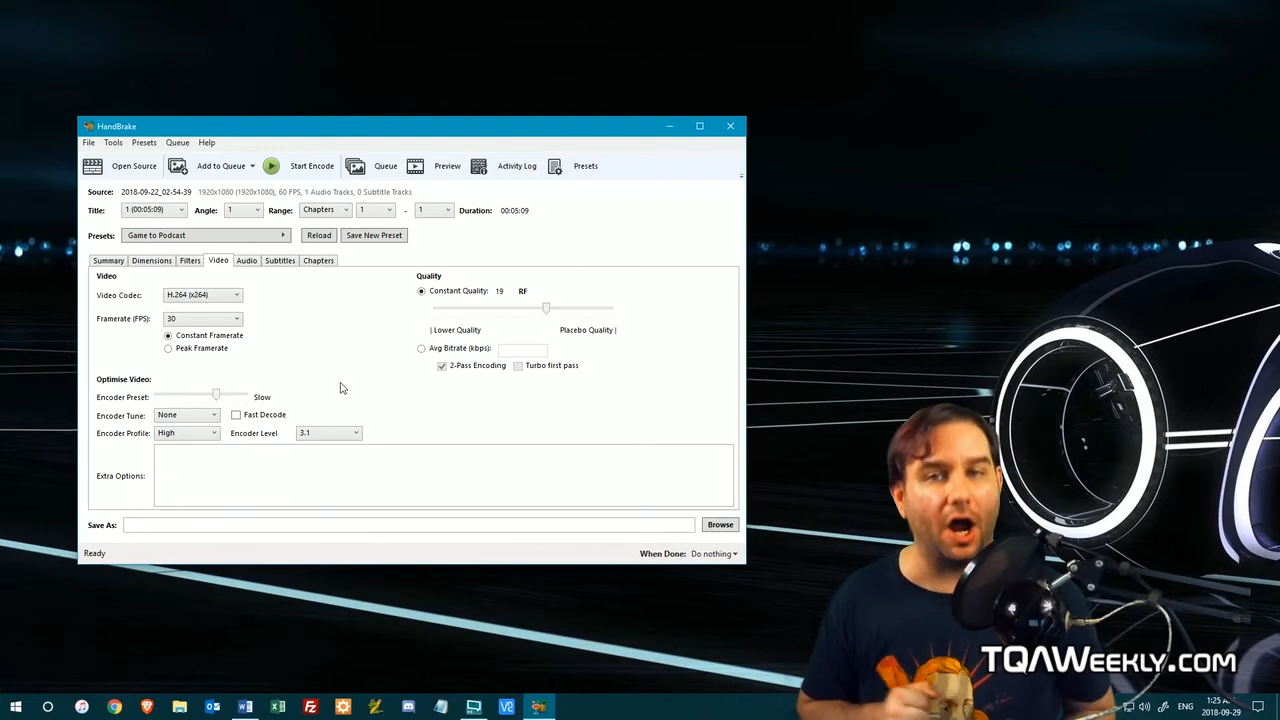 HandBrake
File Tools Presets Queue Help
Open Source Add to Queue Start Encode Queue Preview Activity Log Presets
Source: 2018-09-22_02-54-39 1920x1080 (1920x1080), 60 FPS, 1 Audio Tracks, 0 Subtitle Tracks
Title: 1 (00:05:09) Angle: 1 Range: Chapters 1 - 1 Duration: 00:05:09
Presets: Game to Podcast Reload Save New Preset
Summary Dimensions Filters Video Audio Subtitles Chapters
Video Quality
Video Codec: H.264 (x264) Constant Quality: 19 RF
Framerate (FPS): 30
| Lower Quality Placebo Quality |
Constant Framerate
Peak Framerate Avg Bitrate (kbps):
2-Pass Encoding Turbo first pass
Optimise Video:
Encoder Preset: Slow
Encoder Tune: None Fast Decode
Encoder Profile: High Encoder Level 3.1
Extra Options:
Save As: Browse
Ready When Done: Do nothing
TQAWeekly.com
ENG
2018-09-29